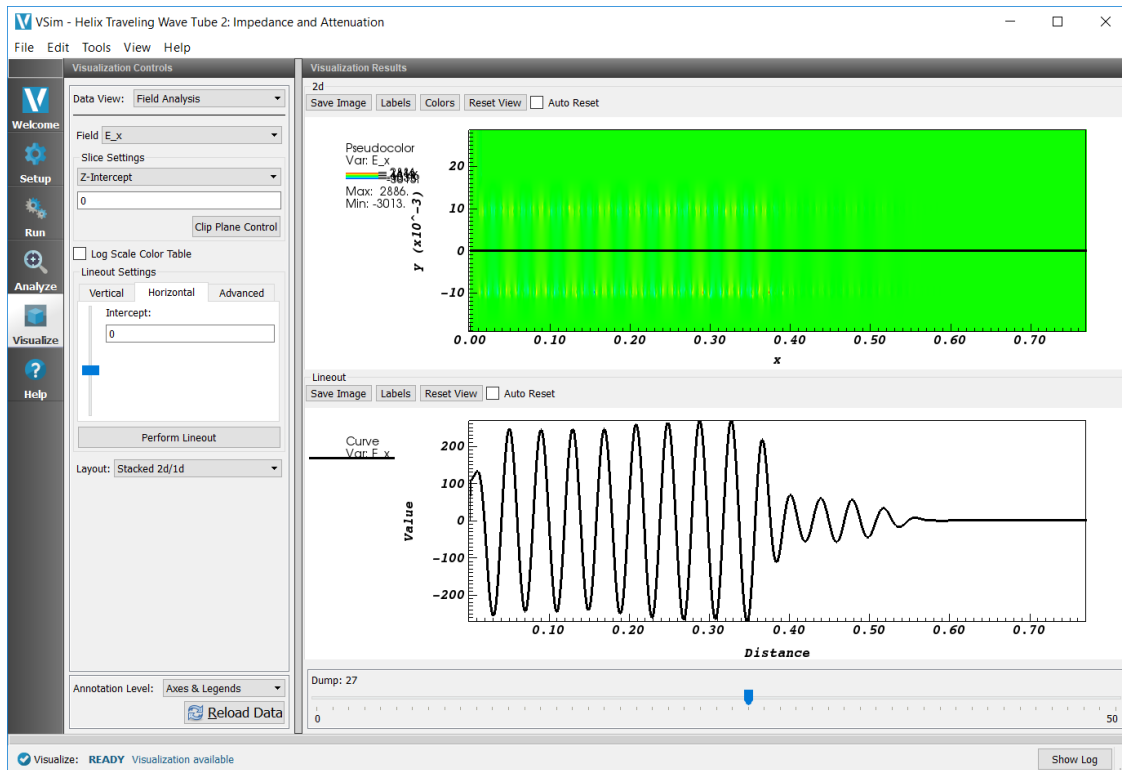 VSim - Helix Traveling Wave Tube 2: Impedance and Attenuation
File Edit Tools View Help
Welcome
Setup
Run
Analyze
Visualize
Help
Visualization Controls
Data View: Field Analysis
Field E_x
Slice Settings
Z-Intercept
0
Clip Plane Control
Log Scale Color Table
Lineout Settings
Vertical Horizontal Advanced
Intercept:
0
Perform Lineout
Layout: Stacked 2d/1d
Annotation Level: Axes & Legends
Reload Data
Visualization Results
2d
Save Image Labels Colors Reset View Auto Reset
Pseudocolor
Var: E_x
Max: 2886.
Min: -3013.
Y (x10^-3)
20
10
0
-10
0.00 0.10 0.20 0.30 0.40 0.50 0.60 0.70
x
Lineout
Save Image Labels Reset View Auto Reset
Curve
Var: E_x
Value
200
100
0
-100
-200
0.10 0.20 0.30 0.40 0.50 0.60 0.70
Distance
Dump: 27
0 50
Visualize: READY Visualization available
Show Log